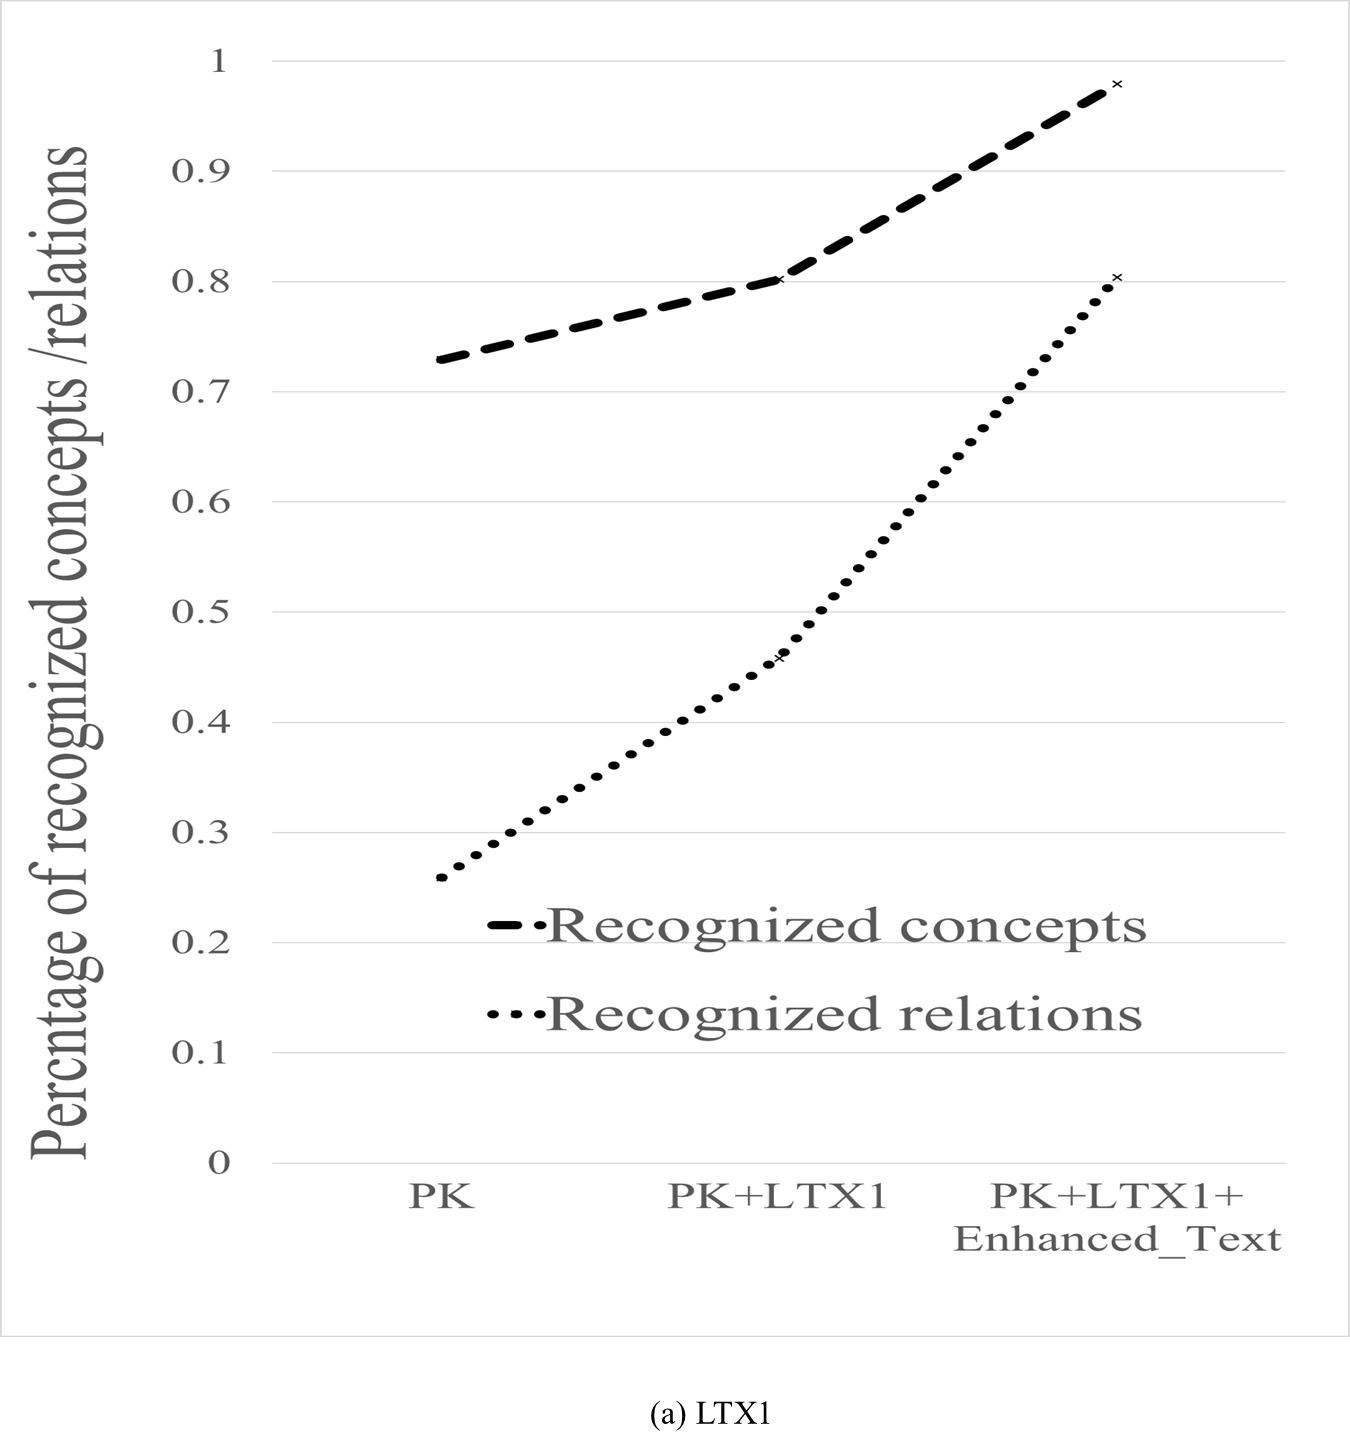 Percntage of recognized concepts /relations
1
0.9
0.8
0.7
0.6
0.5
0.4
0.3
0.2
0.1
0
Recognized concepts
Recognized relations
PK
PK+LTX1
PK+LTX1+
Enhanced_Text
(a) LTX1